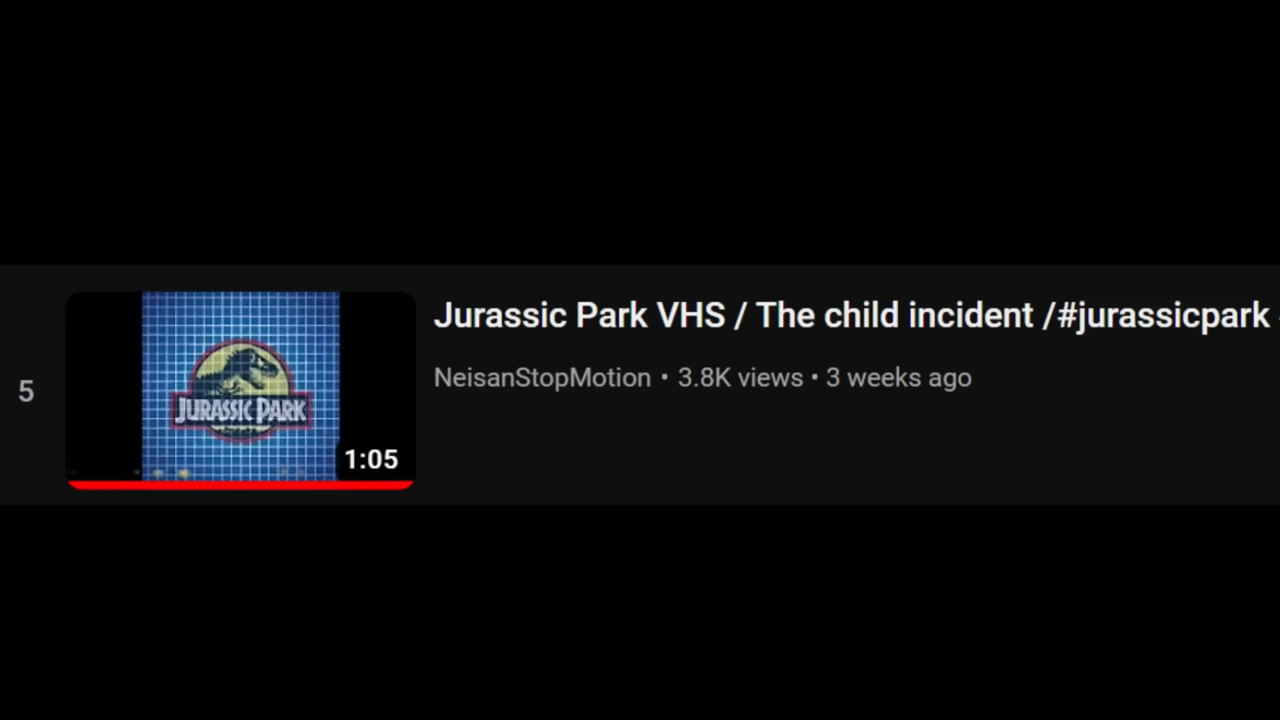 Jurassic Park VHS / The child incident /#jurassicpark
NeisanStopMotion • 3.8K views • 3 weeks ago
5
JURASSIC PARK
1:05